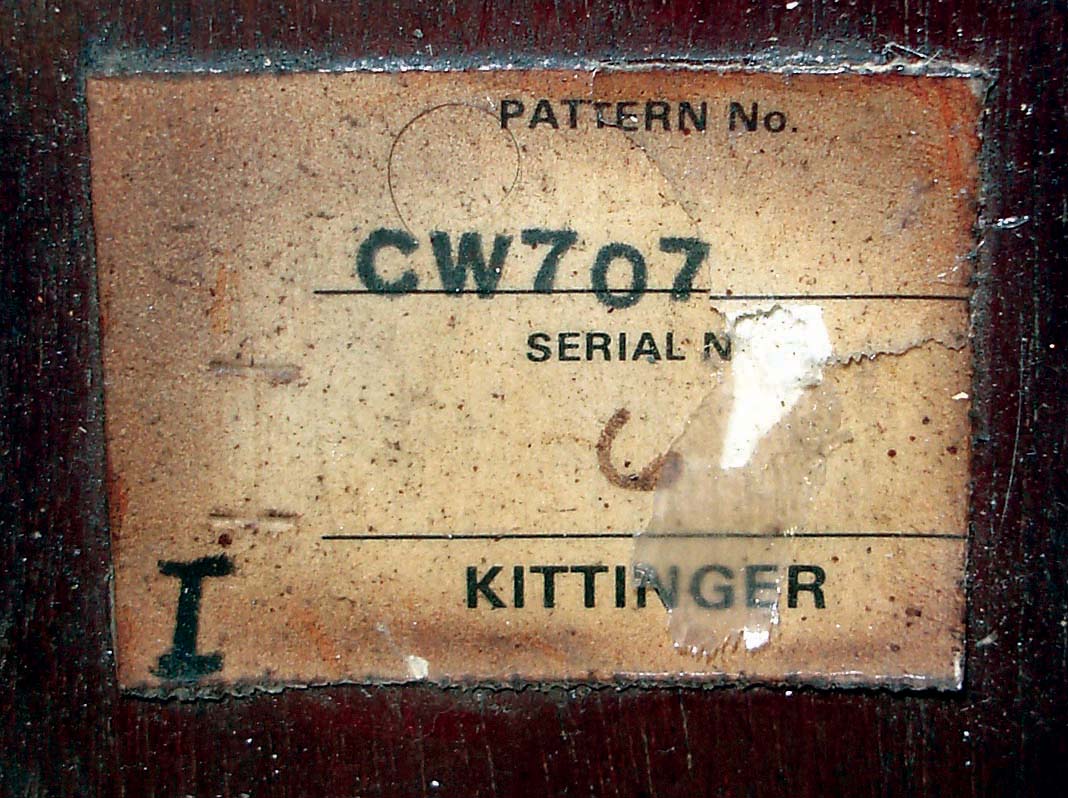 PATTERN No.
CW707
SERIAL N
I
KITTINGER